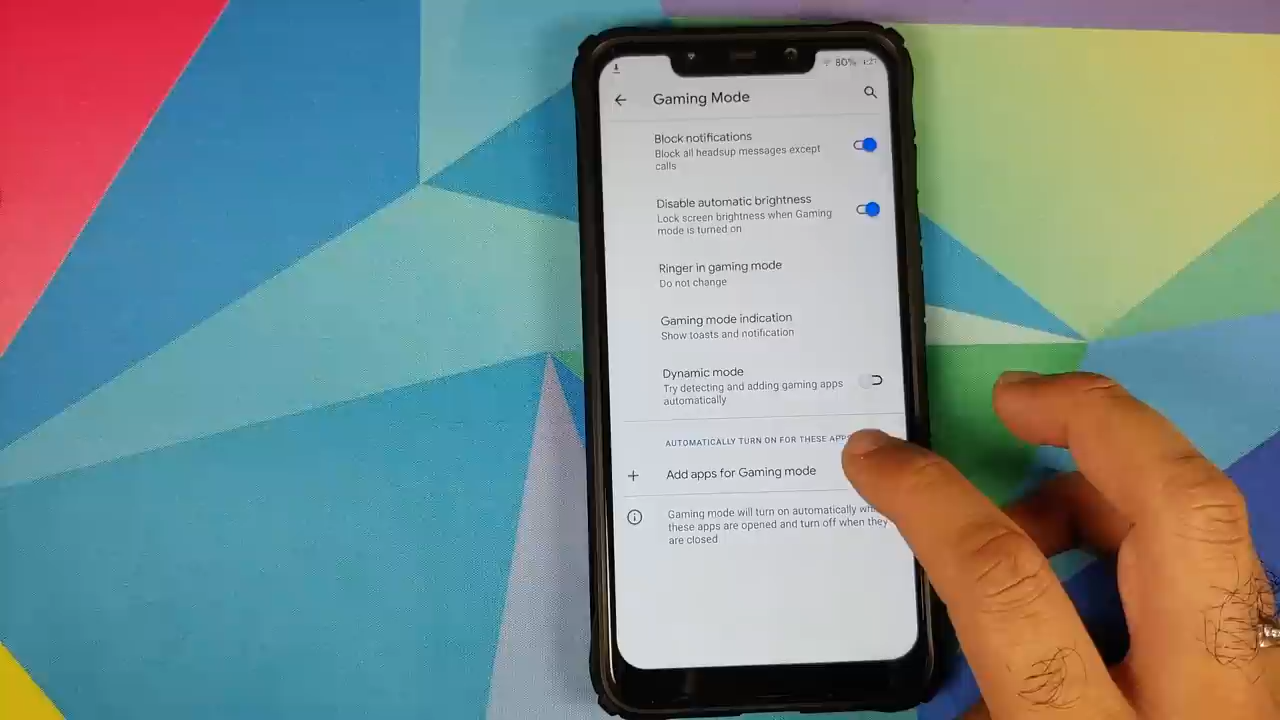 80%
Gaming Mode
Block notifications
Block all headsup messages except
calls
Disable automatic brightness
Lock screen brightness when Gaming
mode is turned on
Ringer in gaming mode
Do not change
Gaming mode indication
Show toasts and notification
Dynamic mode
Try detecting and adding gaming apps
automatically
AUTOMATICALLY TURN ON FOR THESE
Add apps for Gaming mode
Gaming mode will turn on automatically
these apps are opened and turn off when they
are closed